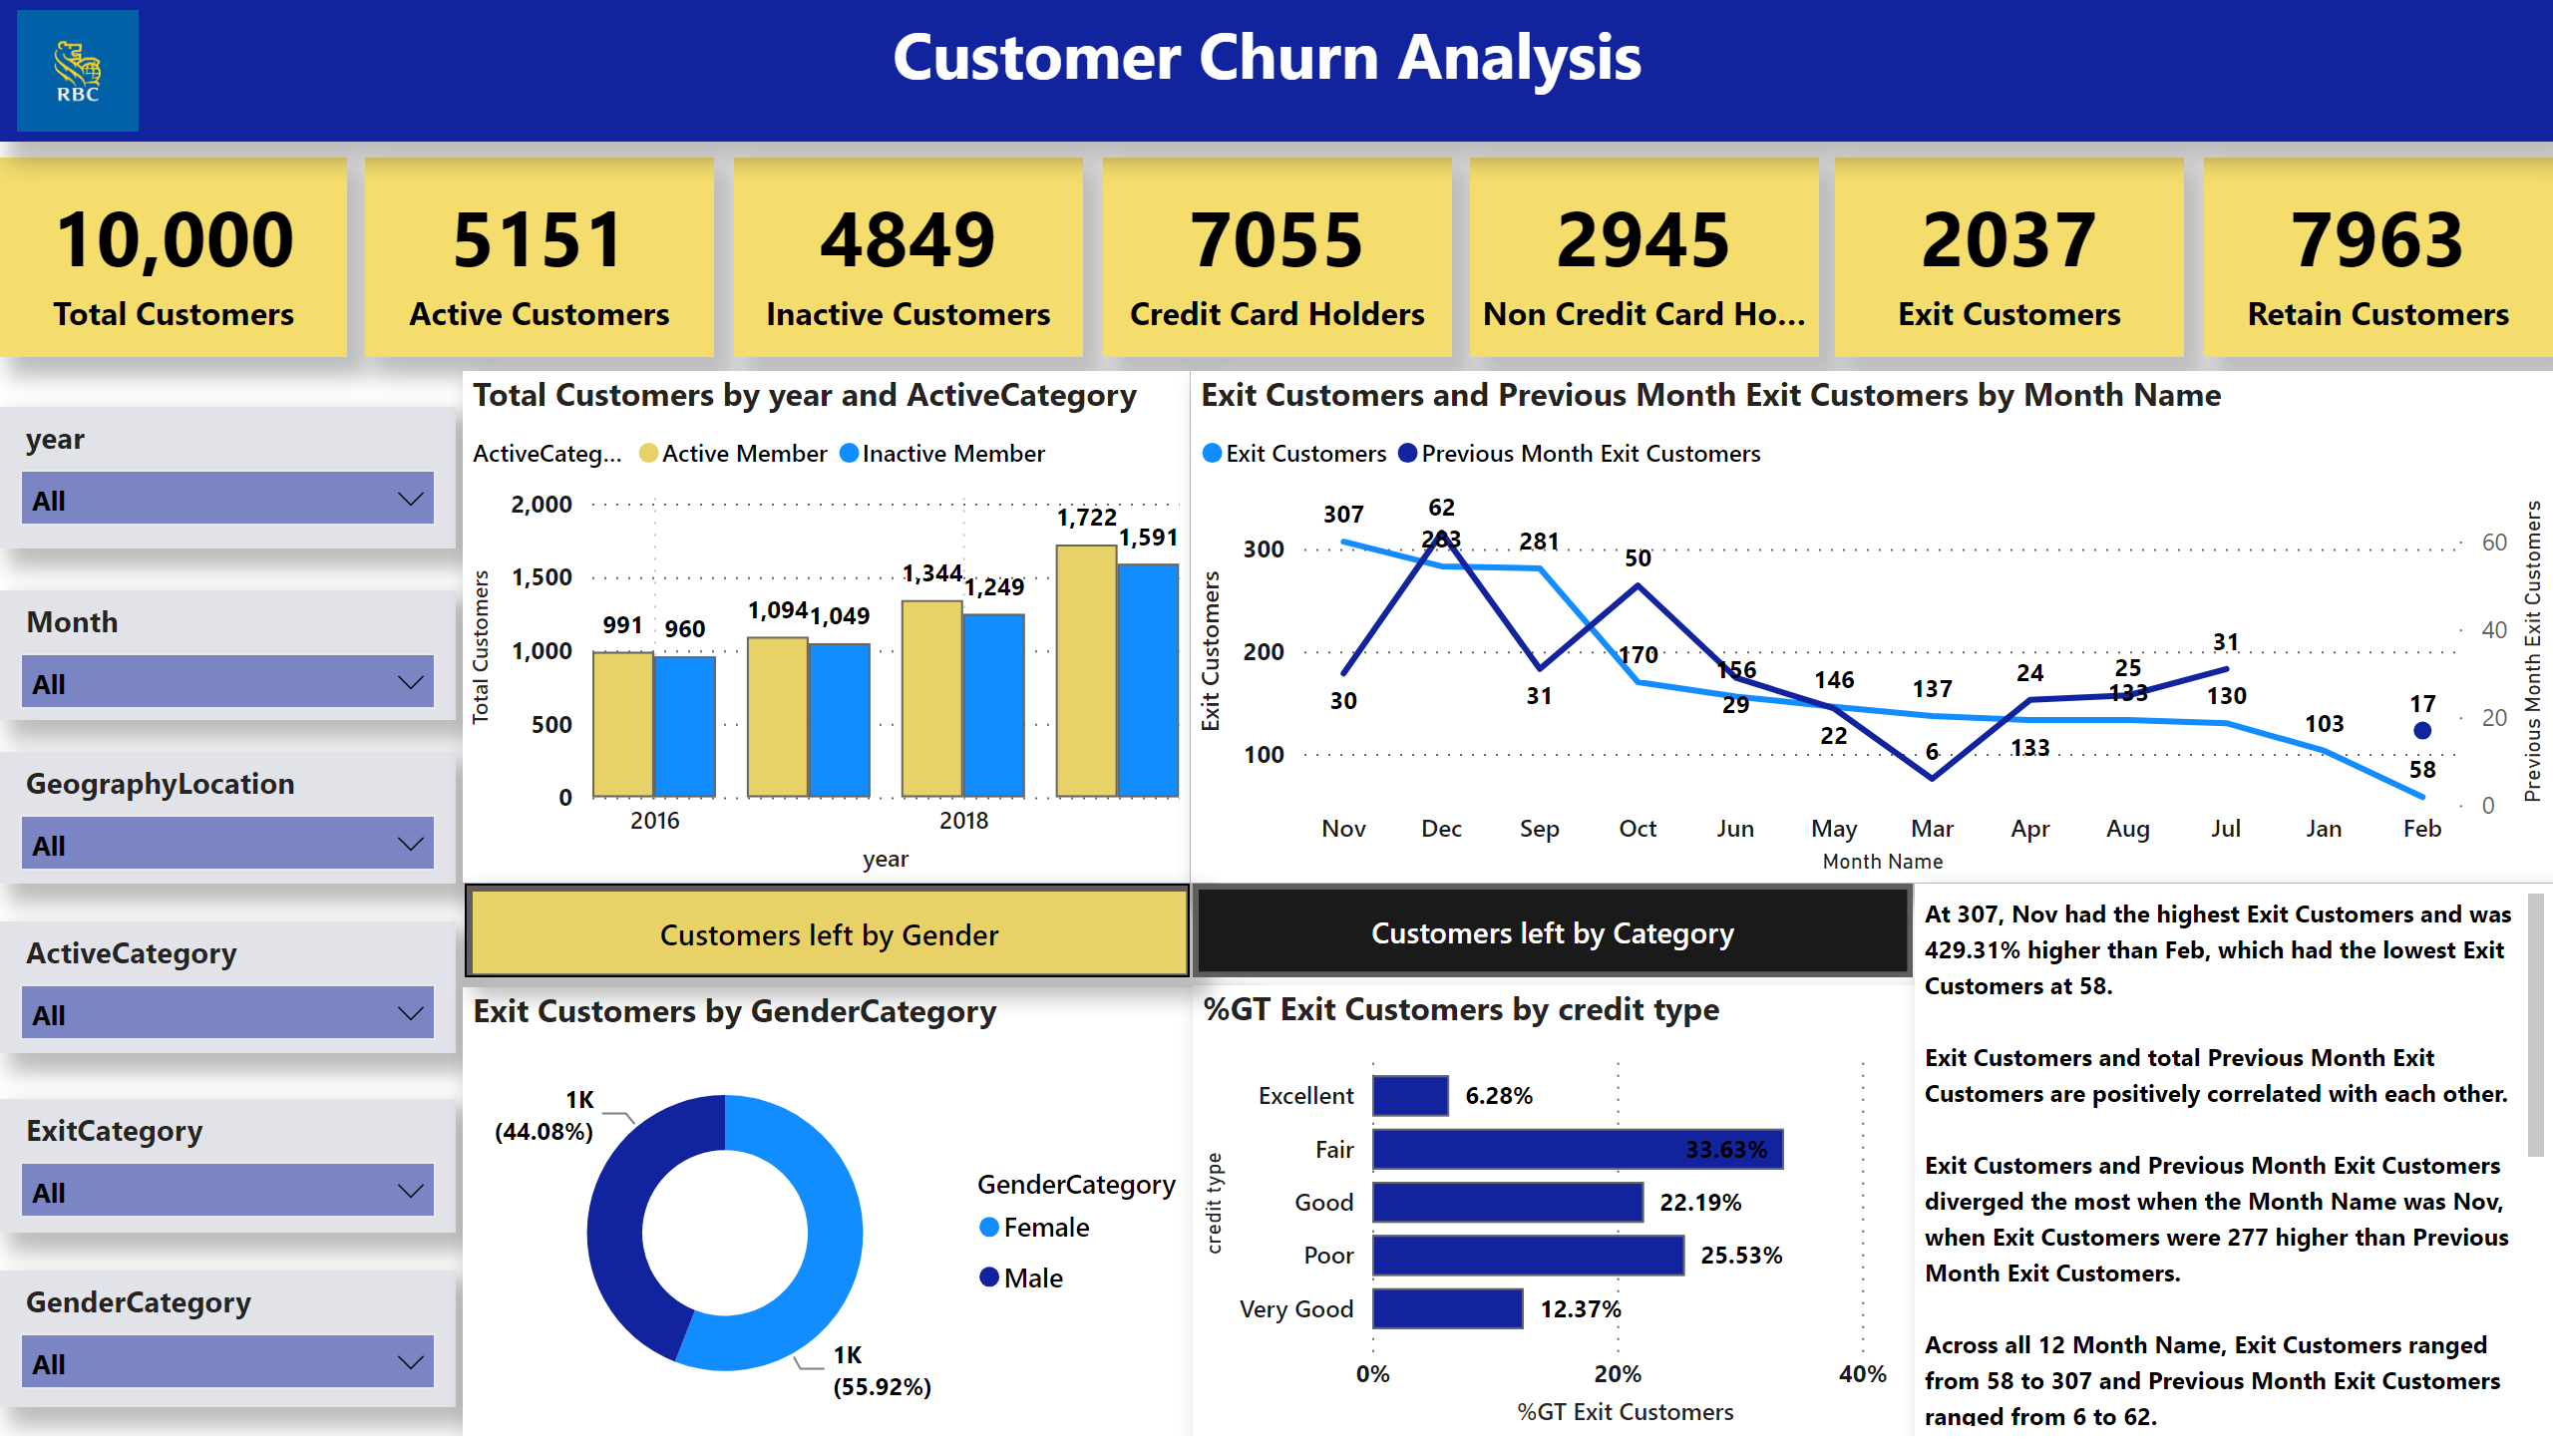 RBC
Customer Churn Analysis
10,000
Total Customers
5151
Active Customers
4849
Inactive Customers
7055
Credit Card Holders
2945
Non Credit Card Ho...
2037
Exit Customers
7963
Retain Customers
year
All
Month
All
GeographyLocation
All
ActiveCategory
All
ExitCategory
All
GenderCategory
All
Total Customers by year and ActiveCategory
ActiveCateg... Active Member Inactive Member
Total Customers
2,000
1,500
1,000
500
0
991 960 1,094 1,049 1,344 1,249 1,722 1,591
2016 2018
year
Exit Customers and Previous Month Exit Customers by Month Name
Exit Customers Previous Month Exit Customers
Exit Customers
300
200
100
307 283 281 170 156 146 137 133 133 130 103 58
30 62 31 50 29 22 6 24 25 31 17
60
40
20
0
Previous Month Exit Customers
Nov Dec Sep Oct Jun May Mar Apr Aug Jul Jan Feb
Month Name
Customers left by Gender
Customers left by Category
Exit Customers by GenderCategory
1K
(44.08%)
1K
(55.92%)
GenderCategory
Female
Male
%GT Exit Customers by credit type
credit type
Excellent 6.28%
Fair 33.63%
Good 22.19%
Poor 25.53%
Very Good 12.37%
0% 20% 40%
%GT Exit Customers
At 307, Nov had the highest Exit Customers and was
429.31% higher than Feb, which had the lowest Exit
Customers at 58.
Exit Customers and total Previous Month Exit
Customers are positively correlated with each other.
Exit Customers and Previous Month Exit Customers
diverged the most when the Month Name was Nov,
when Exit Customers were 277 higher than Previous
Month Exit Customers.
Across all 12 Month Name, Exit Customers ranged
from 58 to 307 and Previous Month Exit Customers
ranged from 6 to 62.